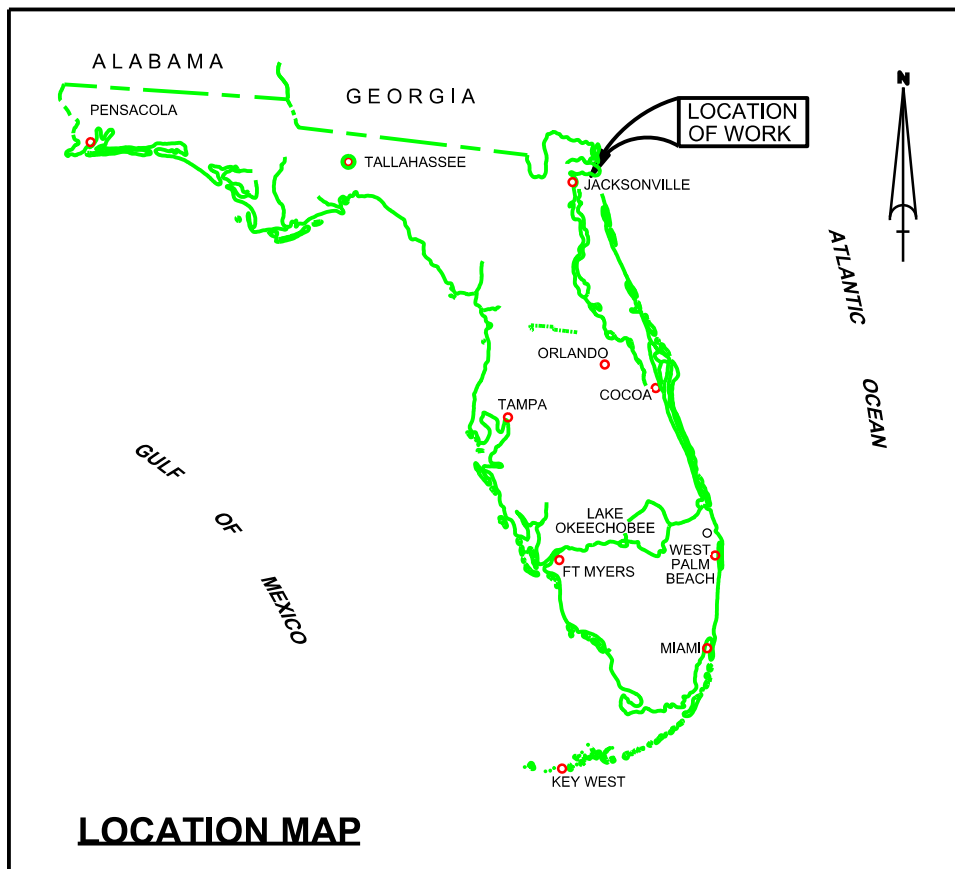 ALABAMA
GEORGIA
N
PENSACOLA
LOCATION
OF WORK
TALLAHASSEE
JACKSONVILLE
ATLANTIC
OCEAN
ORLANDO
COCOA
TAMPA
GULF
OF
MEXICO
LAKE
OKEECHOBEE
WEST
PALM
BEACH
FT MYERS
MIAMI
KEY WEST
LOCATION MAP